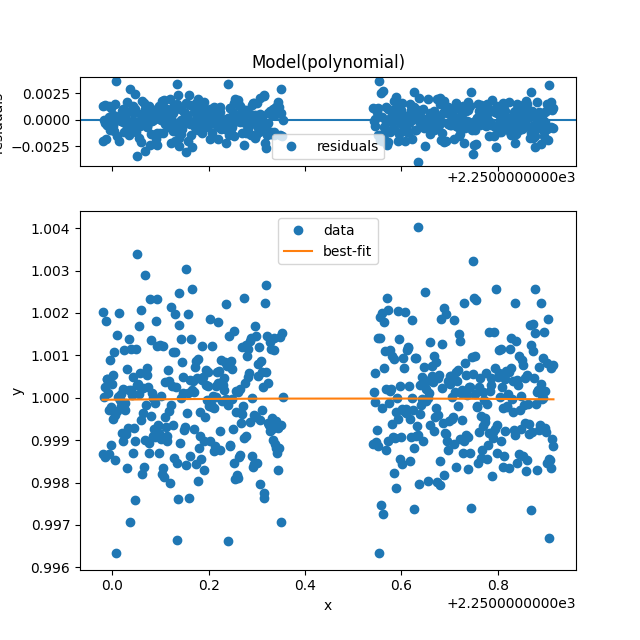 Model(polynomial)
0.0025
0.0000
−0.0025
residuals
+2.2500000000e3
1.004
1.003
1.002
1.001
1.000
0.999
0.998
0.997
0.996
y
data
best-fit
0.0
0.2
0.4
0.6
0.8
x
+2.2500000000e3